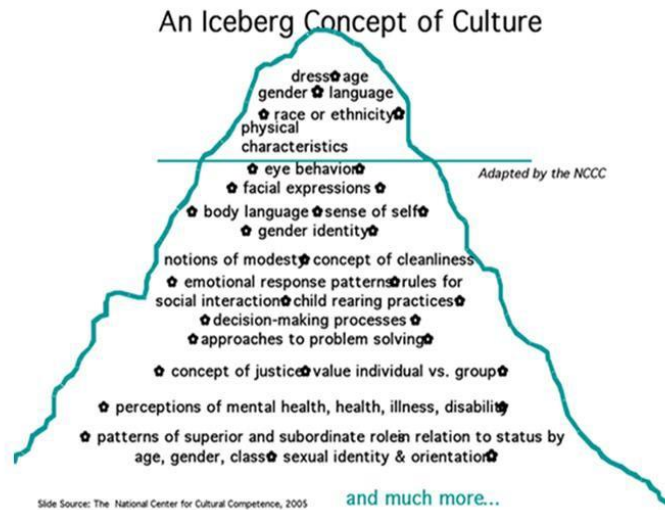 An Iceberg Concept of Culture
dress✿age
gender ✿ language
✿ race or ethnicity✿
physical
characteristics
✿ eye behavior✿
Adapted by the NCCC
✿ facial expressions ✿
✿ body language ✿sense of self✿
✿ gender identity✿
notions of modesty✿ concept of cleanliness
✿ emotional response patterns✿rules for
social interaction✿child rearing practices✿
✿decision-making processes ✿
✿approaches to problem solving✿
✿ concept of justice✿value individual vs. group✿
✿ perceptions of mental health, health, illness, disability✿
✿ patterns of superior and subordinate rolein relation to status by
age, gender, class✿ sexual identity & orientation✿
Slide Source: The National Center for Cultural Competence, 2005
and much more...